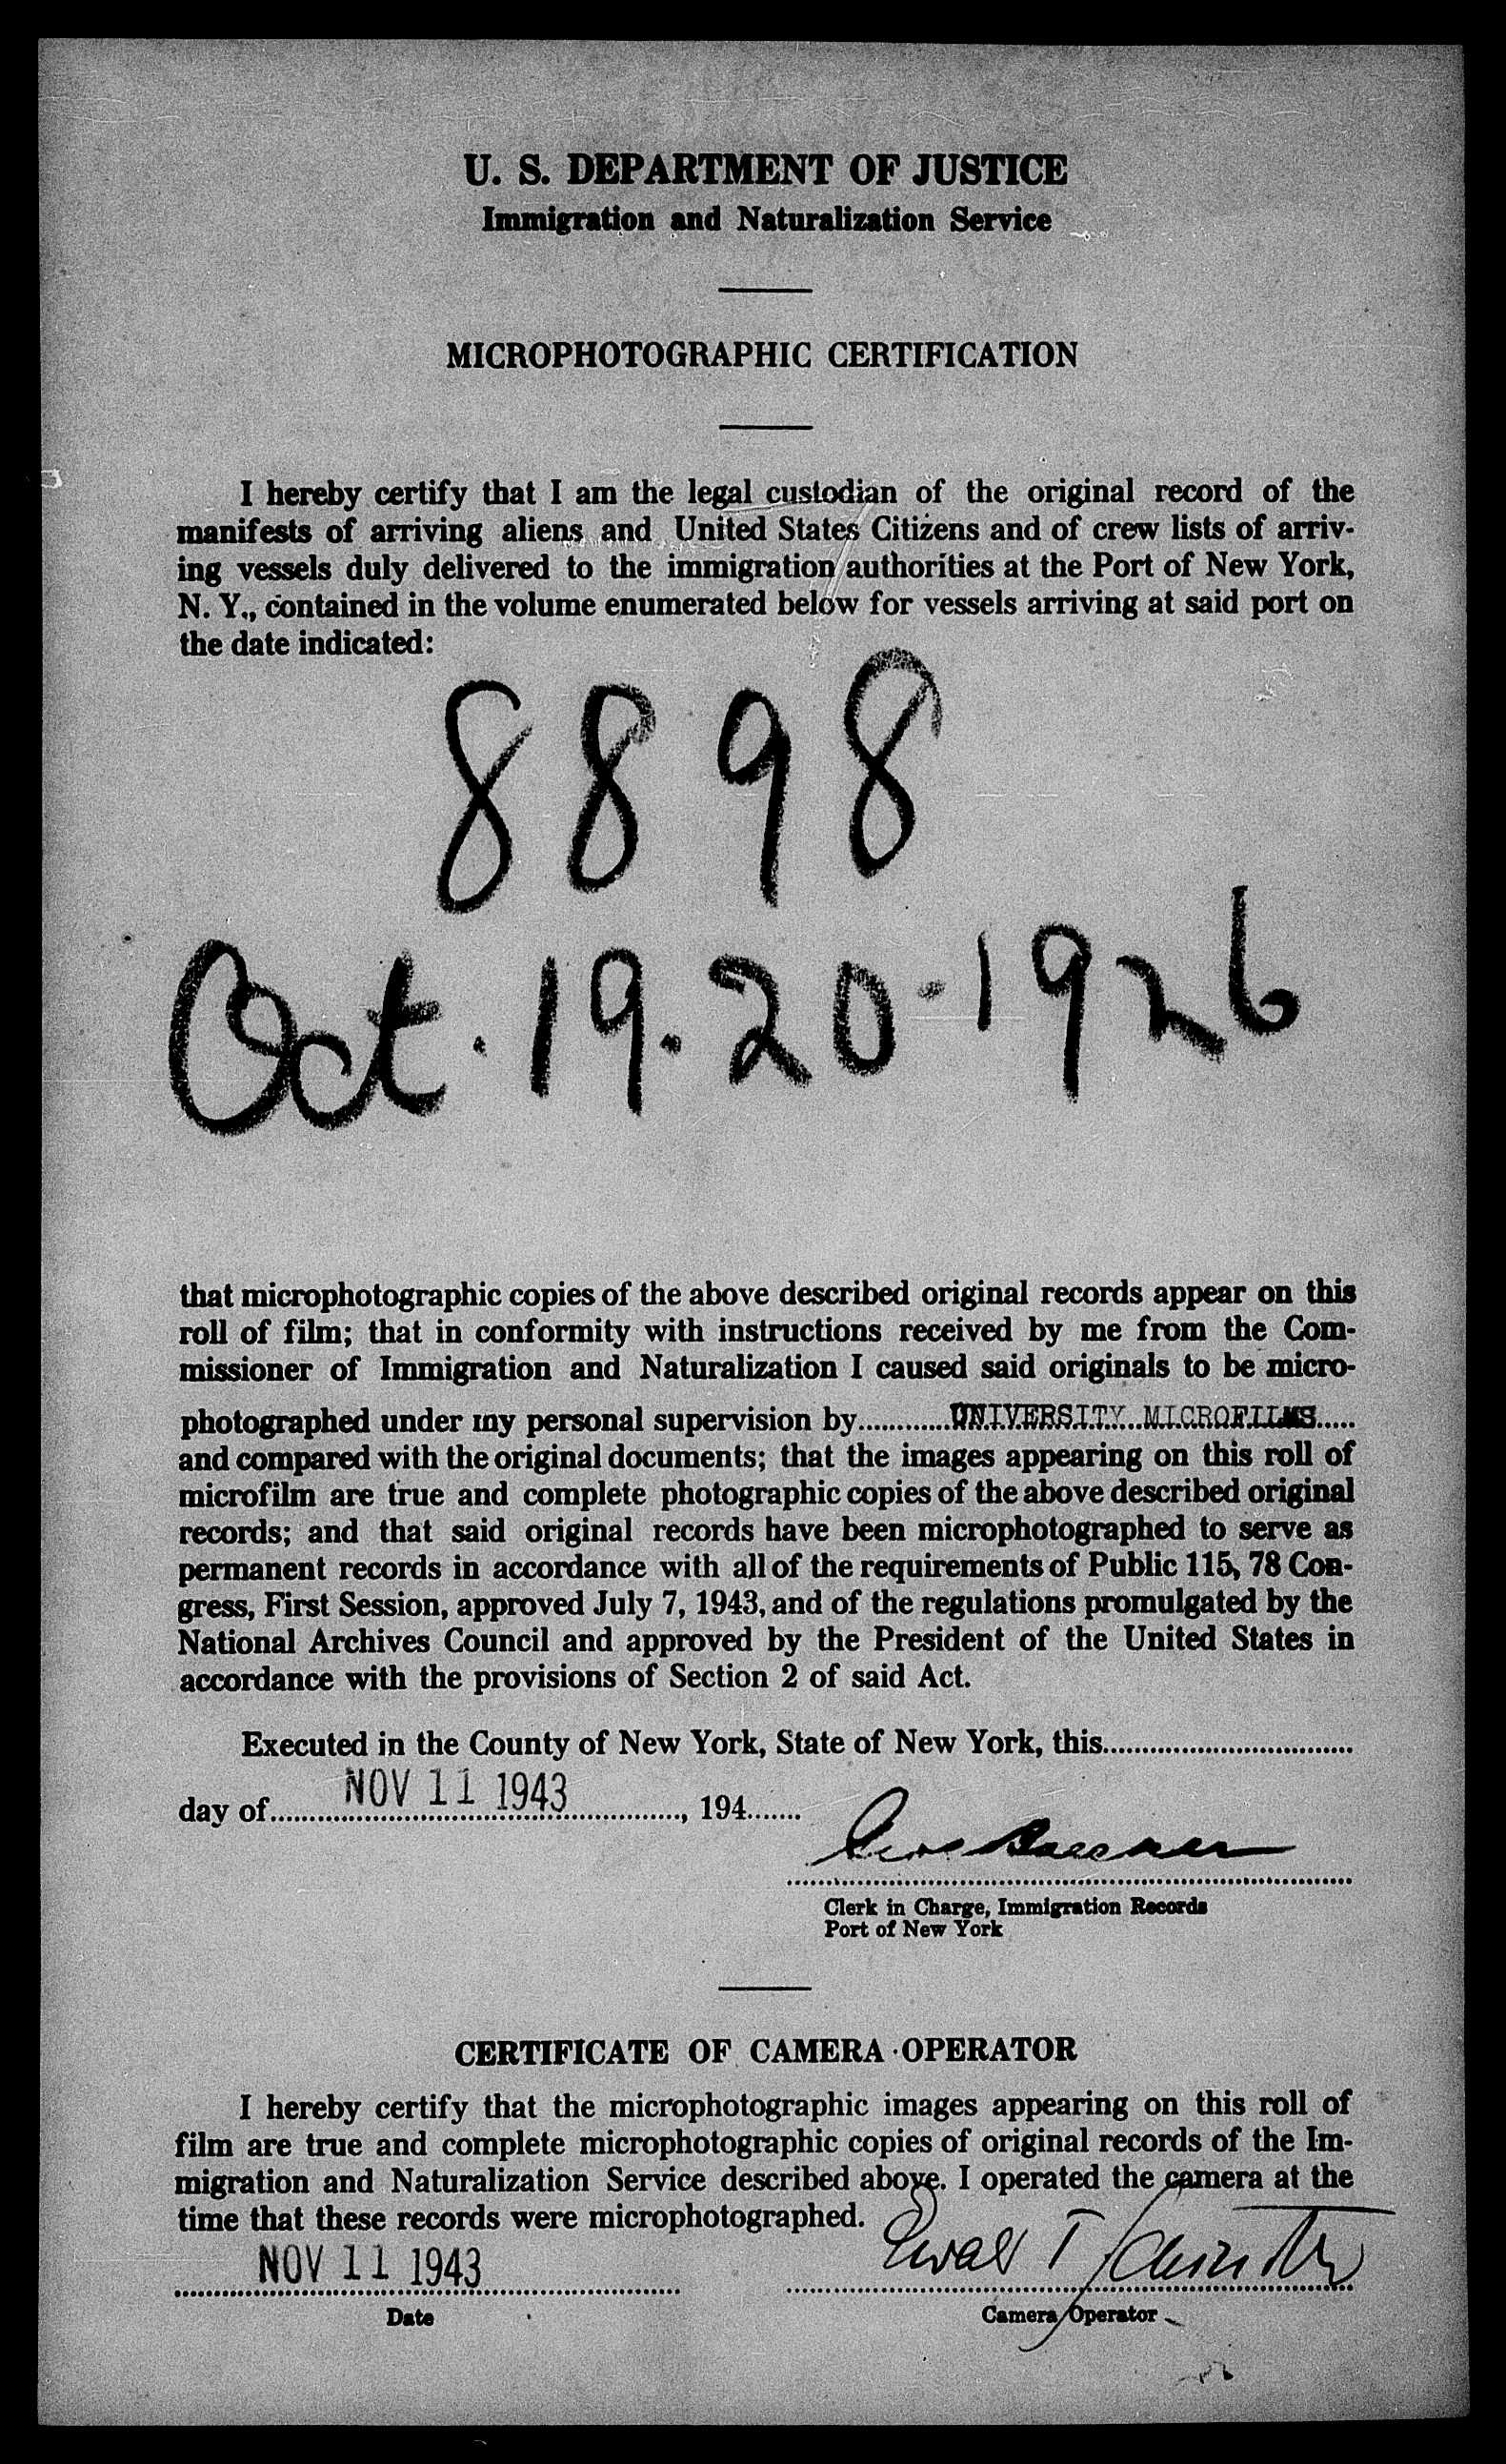 U. S. DEPARTMENT OF JUSTICE
Immigration and Naturalization Service
MICROPHOTOGRAPHIC CERTIFICATION
I hereby certify that I am the legal custodian of the original record of the
manifests of arriving aliens and United States Citizens and of crew lists of arriv-
ing vessels duly delivered to the immigration authorities at the Port of New York,
N. Y., contained in the volume enumerated below for vessels arriving at said port on
the date indicated:
8898
Oct. 19. 20-1926
that microphotographic copies of the above described original records appear on this
roll of film; that in conformity with instructions received by me from the Com-
missioner of Immigration and Naturalization I caused said originals to be micro-
photographed under my personal supervision by............UNIVERSITY MICROFILMS.....
and compared with the original documents; that the images appearing on this roll of
microfilm are true and complete photographic copies of the above described original
records; and that said original records have been microphotographed to serve as
permanent records in accordance with all of the requirements of Public 115, 78 Con-
gress, First Session, approved July 7, 1943, and of the regulations promulgated by the
National Archives Council and approved by the President of the United States in
accordance with the provisions of Section 2 of said Act.
Executed in the County of New York, State of New York, this................................
day of.......... NOV 11 1943 .............., 194.......
Clerk in Charge, Immigration Records
Port of New York
CERTIFICATE OF CAMERA OPERATOR
I hereby certify that the microphotographic images appearing on this roll of
film are true and complete microphotographic copies of original records of the Im-
migration and Naturalization Service described above. I operated the camera at the
time that these records were microphotographed.
NOV 11 1943
Date
Camera Operator